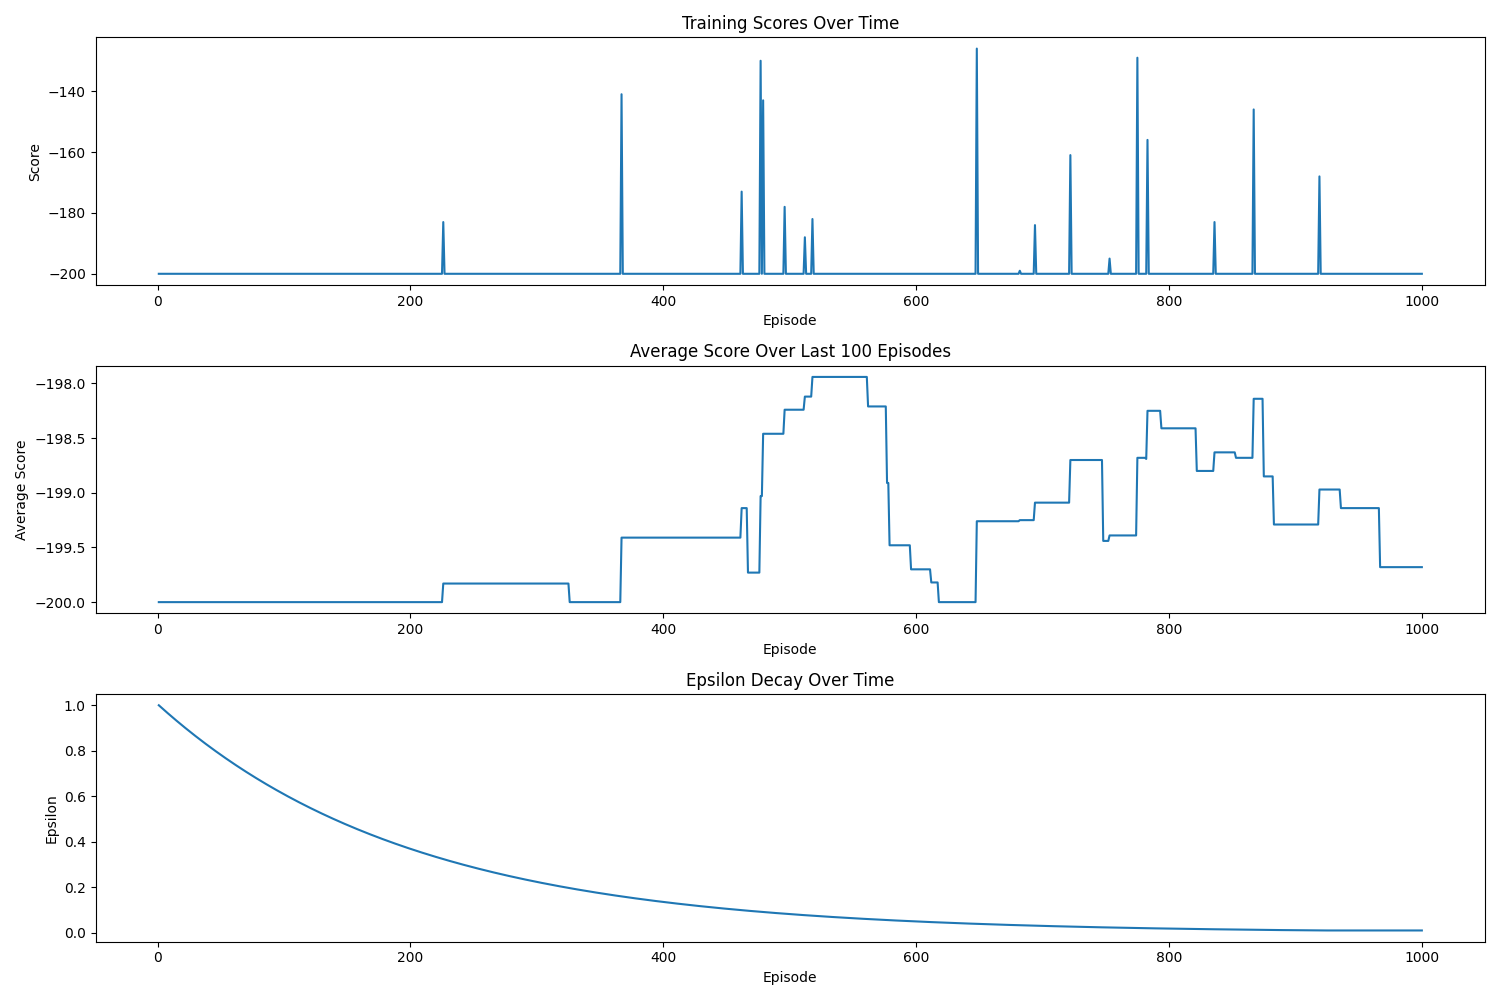 Training Scores Over Time
Score
−140
−160
−180
−200
0 200 400 600 800 1000
Episode
Average Score Over Last 100 Episodes
Average Score
−198.0
−198.5
−199.0
−199.5
−200.0
0 200 400 600 800 1000
Episode
Epsilon Decay Over Time
Epsilon
1.0
0.8
0.6
0.4
0.2
0.0
0 200 400 600 800 1000
Episode